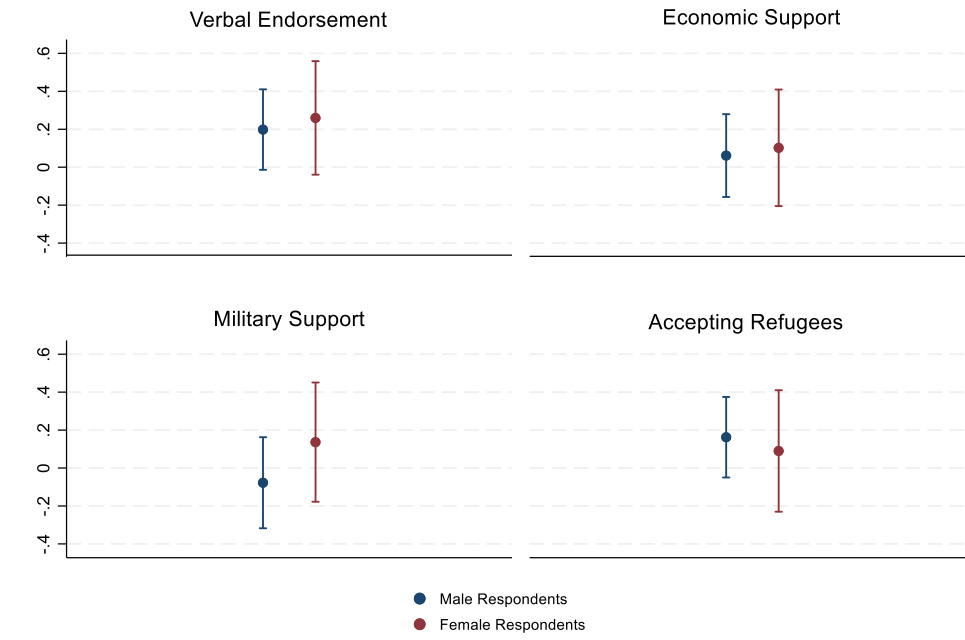 Verbal Endorsement
Economic Support
.6
.4
.2
0
-.2
-.4
Military Support
Accepting Refugees
.6
.4
.2
0
-.2
-.4
Male Respondents
Female Respondents